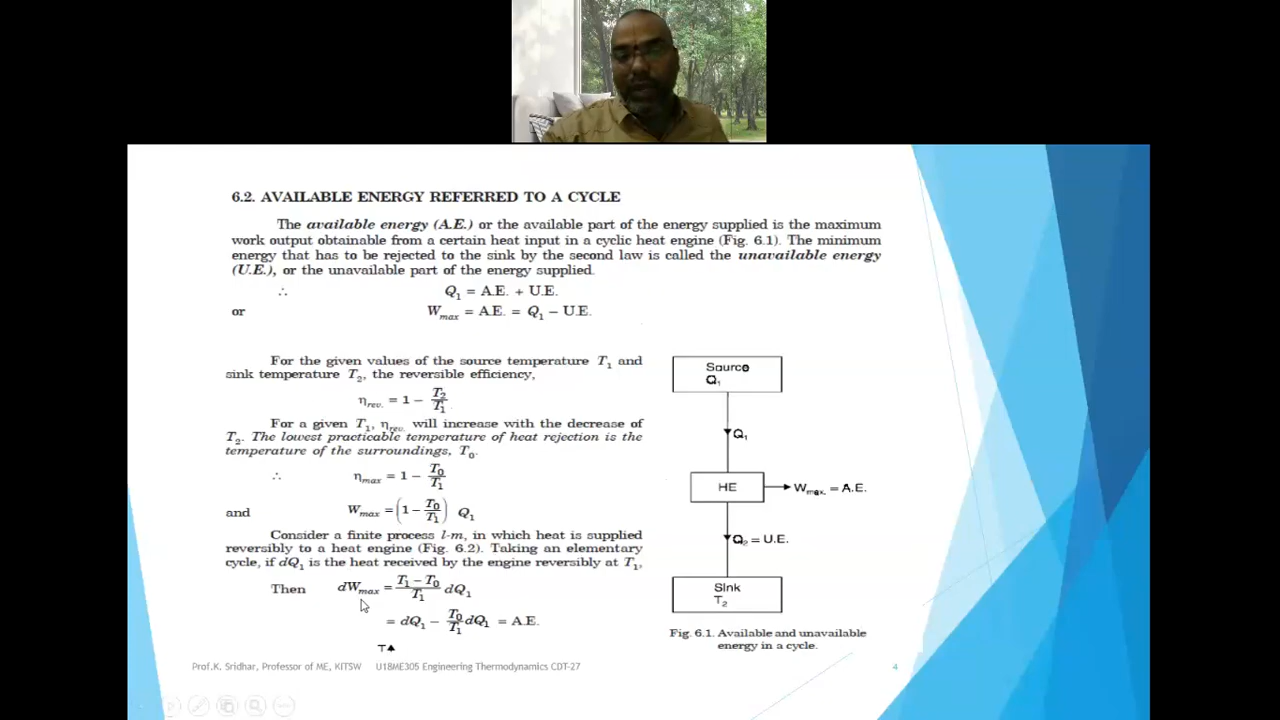 6.2. AVAILABLE ENERGY REFERRED TO A CYCLE
The available energy (A.E.) or the available part of the energy supplied is the maximum
work output obtainable from a certain heat input in a cyclic heat engine (Fig. 6.1). The minimum
energy that has to be rejected to the sink by the second law is called the unavailable energy
(U.E.), or the unavailable part of the energy supplied.
∴ Q₁ = A.E. + U.E.
or Wmax = A.E. = Q₁ – U.E.
For the given values of the source temperature T₁ and
sink temperature T₂, the reversible efficiency,
ηrev. = 1 – T₂/T₁
For a given T₁, ηrev. will increase with the decrease of
T₂. The lowest practicable temperature of heat rejection is the
temperature of the surroundings, T₀.
∴ ηmax = 1 – T₀/T₁
and Wmax = (1 – T₀/T₁) Q₁
Consider a finite process l-m, in which heat is supplied
reversibly to a heat engine (Fig. 6.2). Taking an elementary
cycle, if dQ₁ is the heat received by the engine reversibly at T₁,
Then dWmax = (T₁ – T₀)/T₁ dQ₁
= dQ₁ – T₀/T₁ dQ₁ = A.E.
T
Source
Q₁
Q₁
HE
Wmax. = A.E.
Q₂ = U.E.
Sink
T₂
Fig. 6.1. Available and unavailable
energy in a cycle.
Prof.K. Sridhar, Professor of ME, KITSW U18ME305 Engineering Thermodynamics CDT-27
4